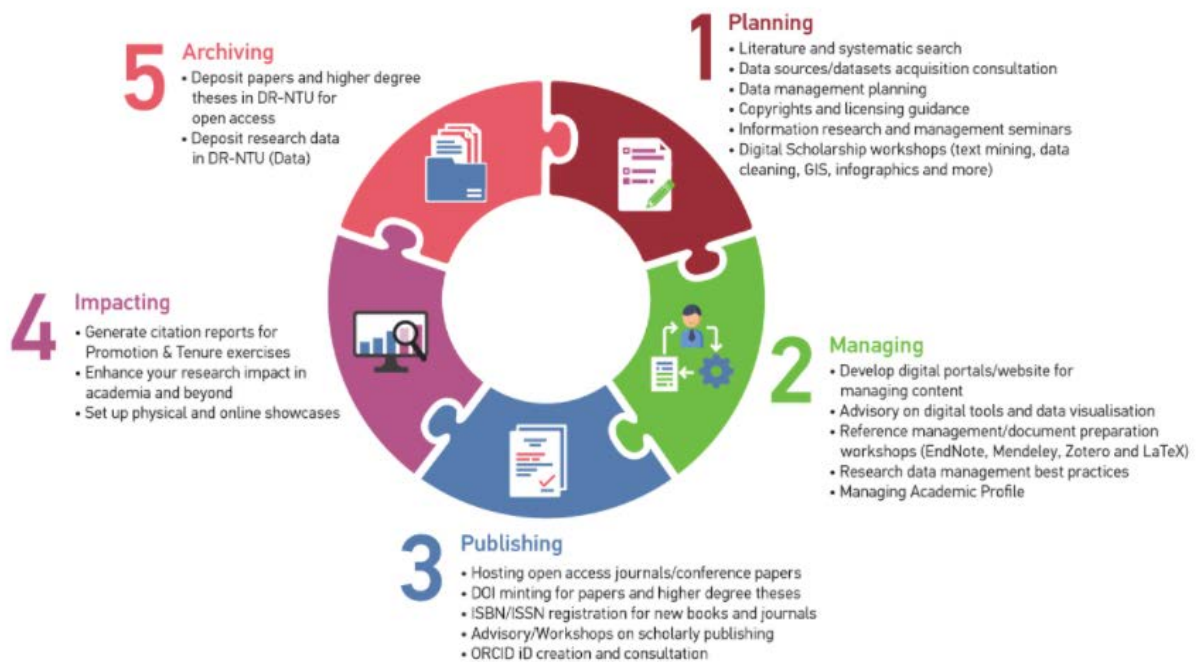 1
Planning
• Literature and systematic search
• Data sources/datasets acquisition consultation
• Data management planning
• Copyrights and licensing guidance
• Information research and management seminars
• Digital Scholarship workshops (text mining, data
cleaning, GIS, infographics and more)
2
Managing
• Develop digital portals/website for
managing content
• Advisory on digital tools and data visualisation
• Reference management/document preparation
workshops (EndNote, Mendeley, Zotero and LaTeX)
• Research data management best practices
• Managing Academic Profile
3
Publishing
• Hosting open access journals/conference papers
• DOI minting for papers and higher degree theses
• ISBN/ISSN registration for new books and journals
• Advisory/Workshops on scholarly publishing
• ORCID iD creation and consultation
4
Impacting
• Generate citation reports for
Promotion & Tenure exercises
• Enhance your research impact in
academia and beyond
• Set up physical and online showcases
5
Archiving
• Deposit papers and higher degree
theses in DR-NTU for
open access
• Deposit research data
in DR-NTU (Data)